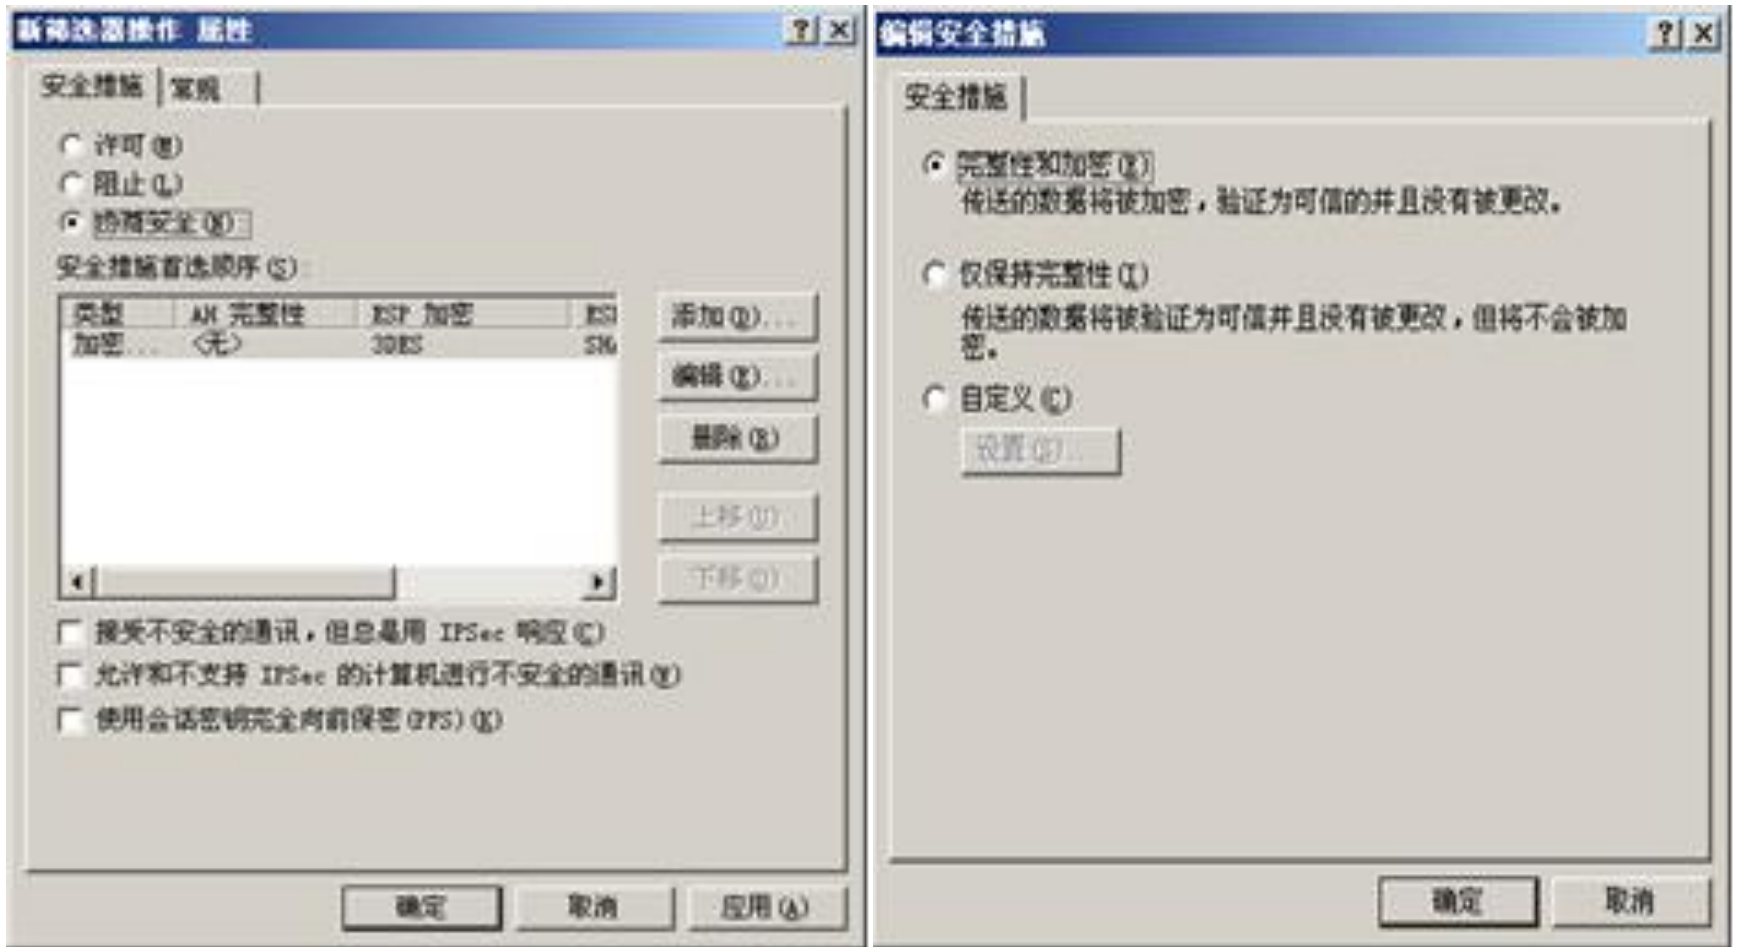 新筛选器操作 属性
安全措施 常规
许可(M)
阻止(L)
协商安全(N):
安全措施首选顺序(S):
类型 AH 完整性 ESP 加密 ESP
加密... <无> 3DES SHA
添加(D)...
编辑(E)...
删除(R)
上移(U)
下移(O)
接受不安全的通讯，但总是用 IPSec 响应(C)
允许和不支持 IPSec 的计算机进行不安全的通讯(W)
使用会话密钥完全向前保密(PFS)(K)
确定 取消 应用(A)
编辑安全措施
安全措施
完整性和加密(E)
传送的数据将被加密，验证为可信的并且没有被更改。
仅保持完整性(I)
传送的数据将被验证为可信并且没有被更改，但将不会被加
密。
自定义(C)
设置(S)...
确定 取消